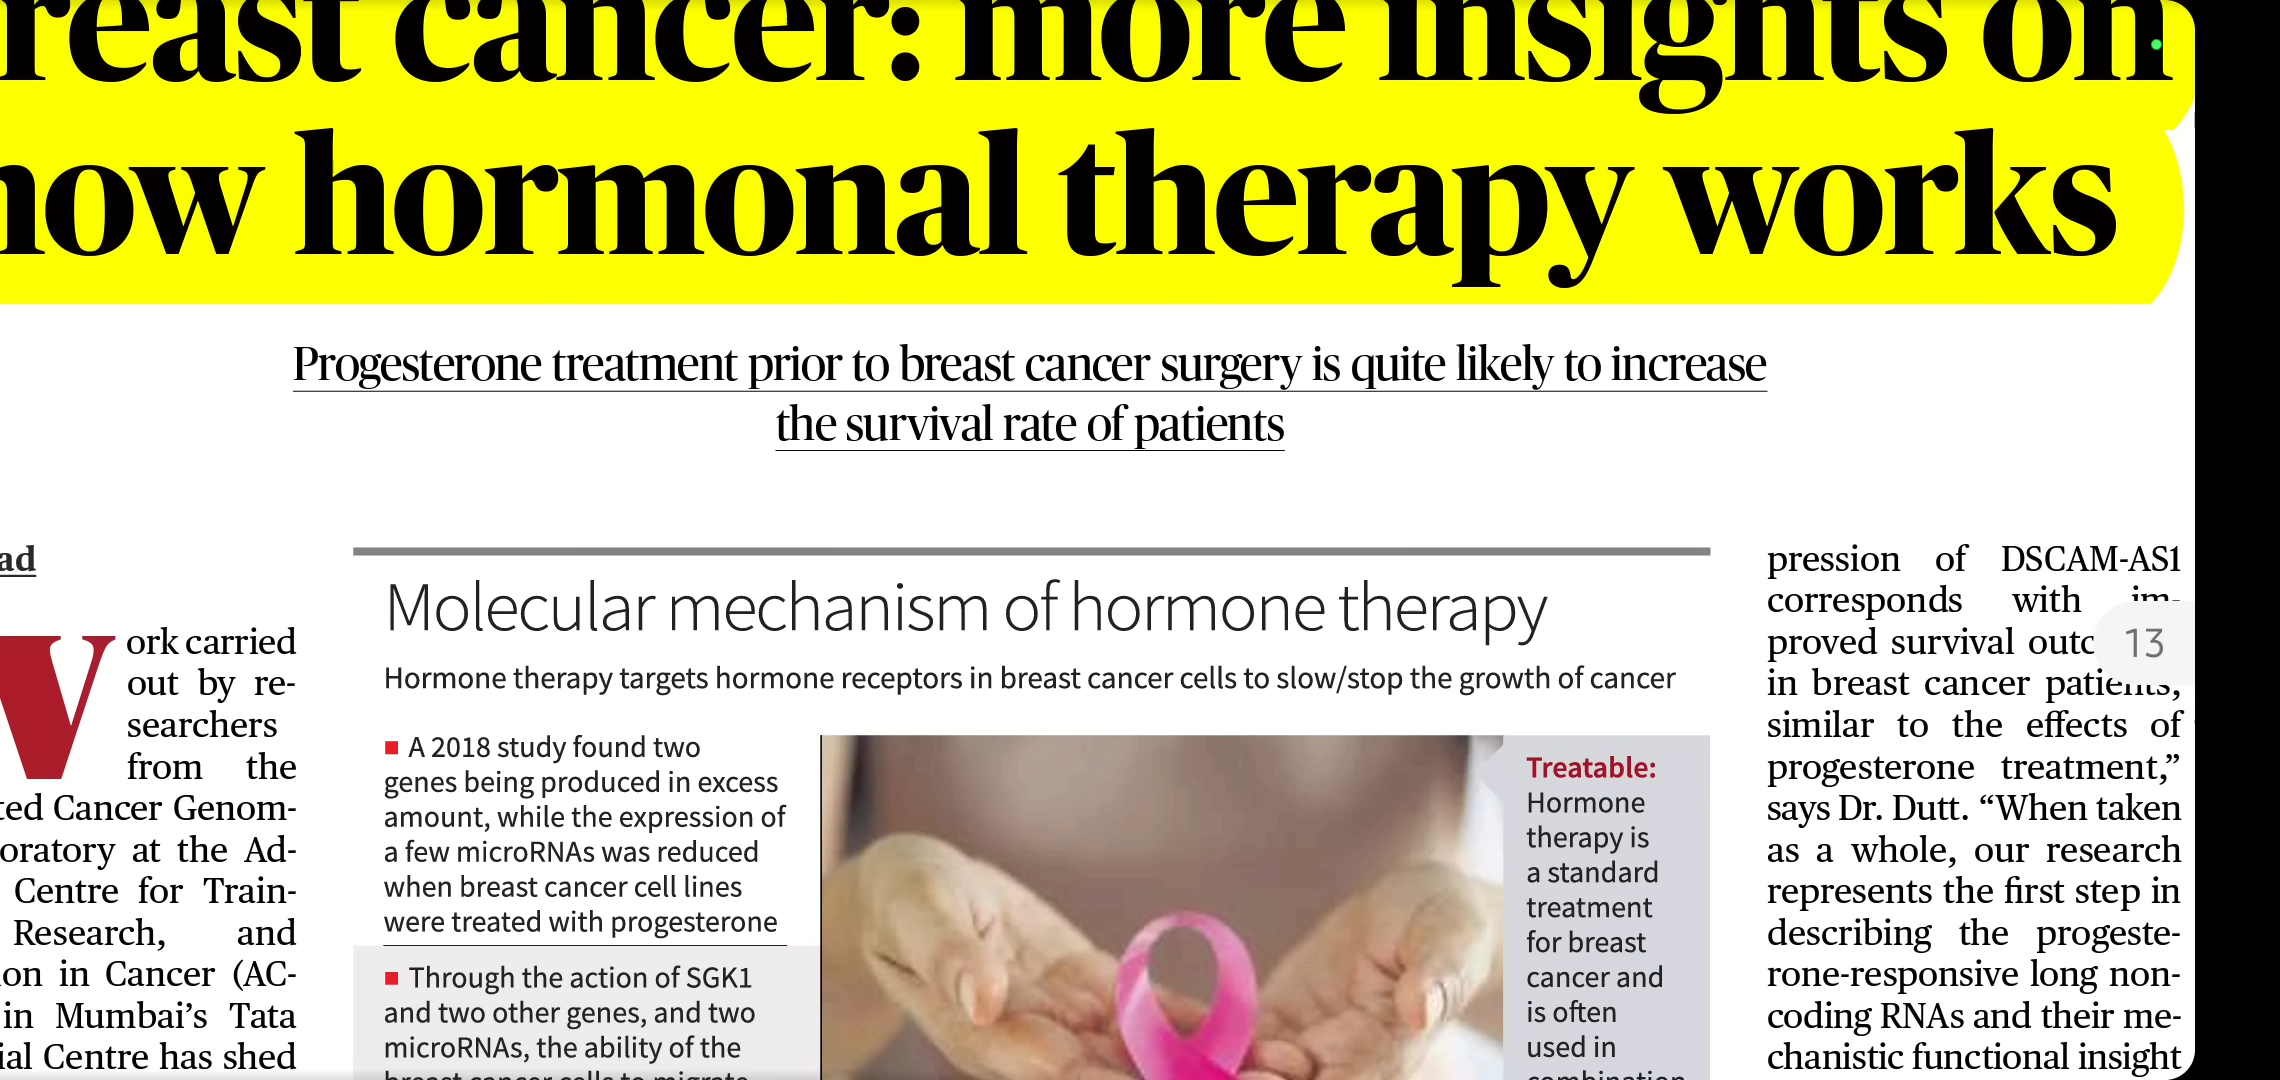 reast cancer: more insights on
how hormonal therapy works
Progesterone treatment prior to breast cancer surgery is quite likely to increase
the survival rate of patients
ad
Work carried
out by re-
searchers
from the
ted Cancer Genom-
oratory at the Ad-
Centre for Train-
Research, and
on in Cancer (AC-
in Mumbai's Tata
ial Centre has shed
Molecular mechanism of hormone therapy
Hormone therapy targets hormone receptors in breast cancer cells to slow/stop the growth of cancer
■ A 2018 study found two
genes being produced in excess
amount, while the expression of
a few microRNAs was reduced
when breast cancer cell lines
were treated with progesterone
■ Through the action of SGK1
and two other genes, and two
microRNAs, the ability of the
breast cancer cells to migrate
Treatable:
Hormone
therapy is
a standard
treatment
for breast
cancer and
is often
used in
combination
pression of DSCAM-AS1
corresponds with im-
proved survival outc
in breast cancer patients,
similar to the effects of
progesterone treatment,”
says Dr. Dutt. “When taken
as a whole, our research
represents the first step in
describing the progeste-
rone-responsive long non-
coding RNAs and their me-
chanistic functional insight
13